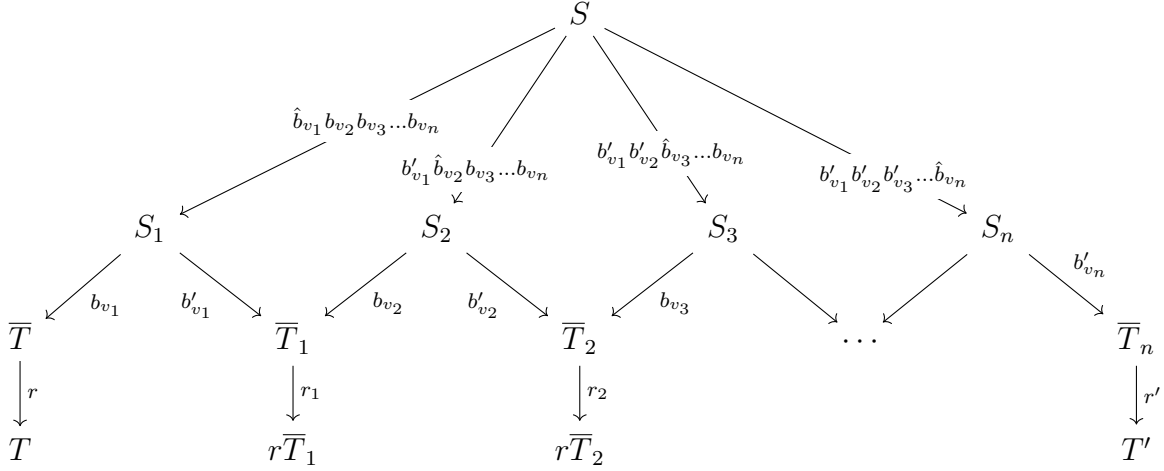 S
b̂_{v_1} b_{v_2} b_{v_3} ... b_{v_n}
b'_{v_1} b̂_{v_2} b_{v_3} ... b_{v_n}
b'_{v_1} b'_{v_2} b̂_{v_3} ... b_{v_n}
b'_{v_1} b'_{v_2} b'_{v_3} ... b̂_{v_n}
S_1 S_2 S_3 S_n
b_{v_1} b'_{v_1} b_{v_2} b'_{v_2} b_{v_3} b'_{v_n}
T̅ T̅_1 T̅_2 ⋯ T̅_n
r r_1 r_2 r'
T rT̅_1 rT̅_2 T'